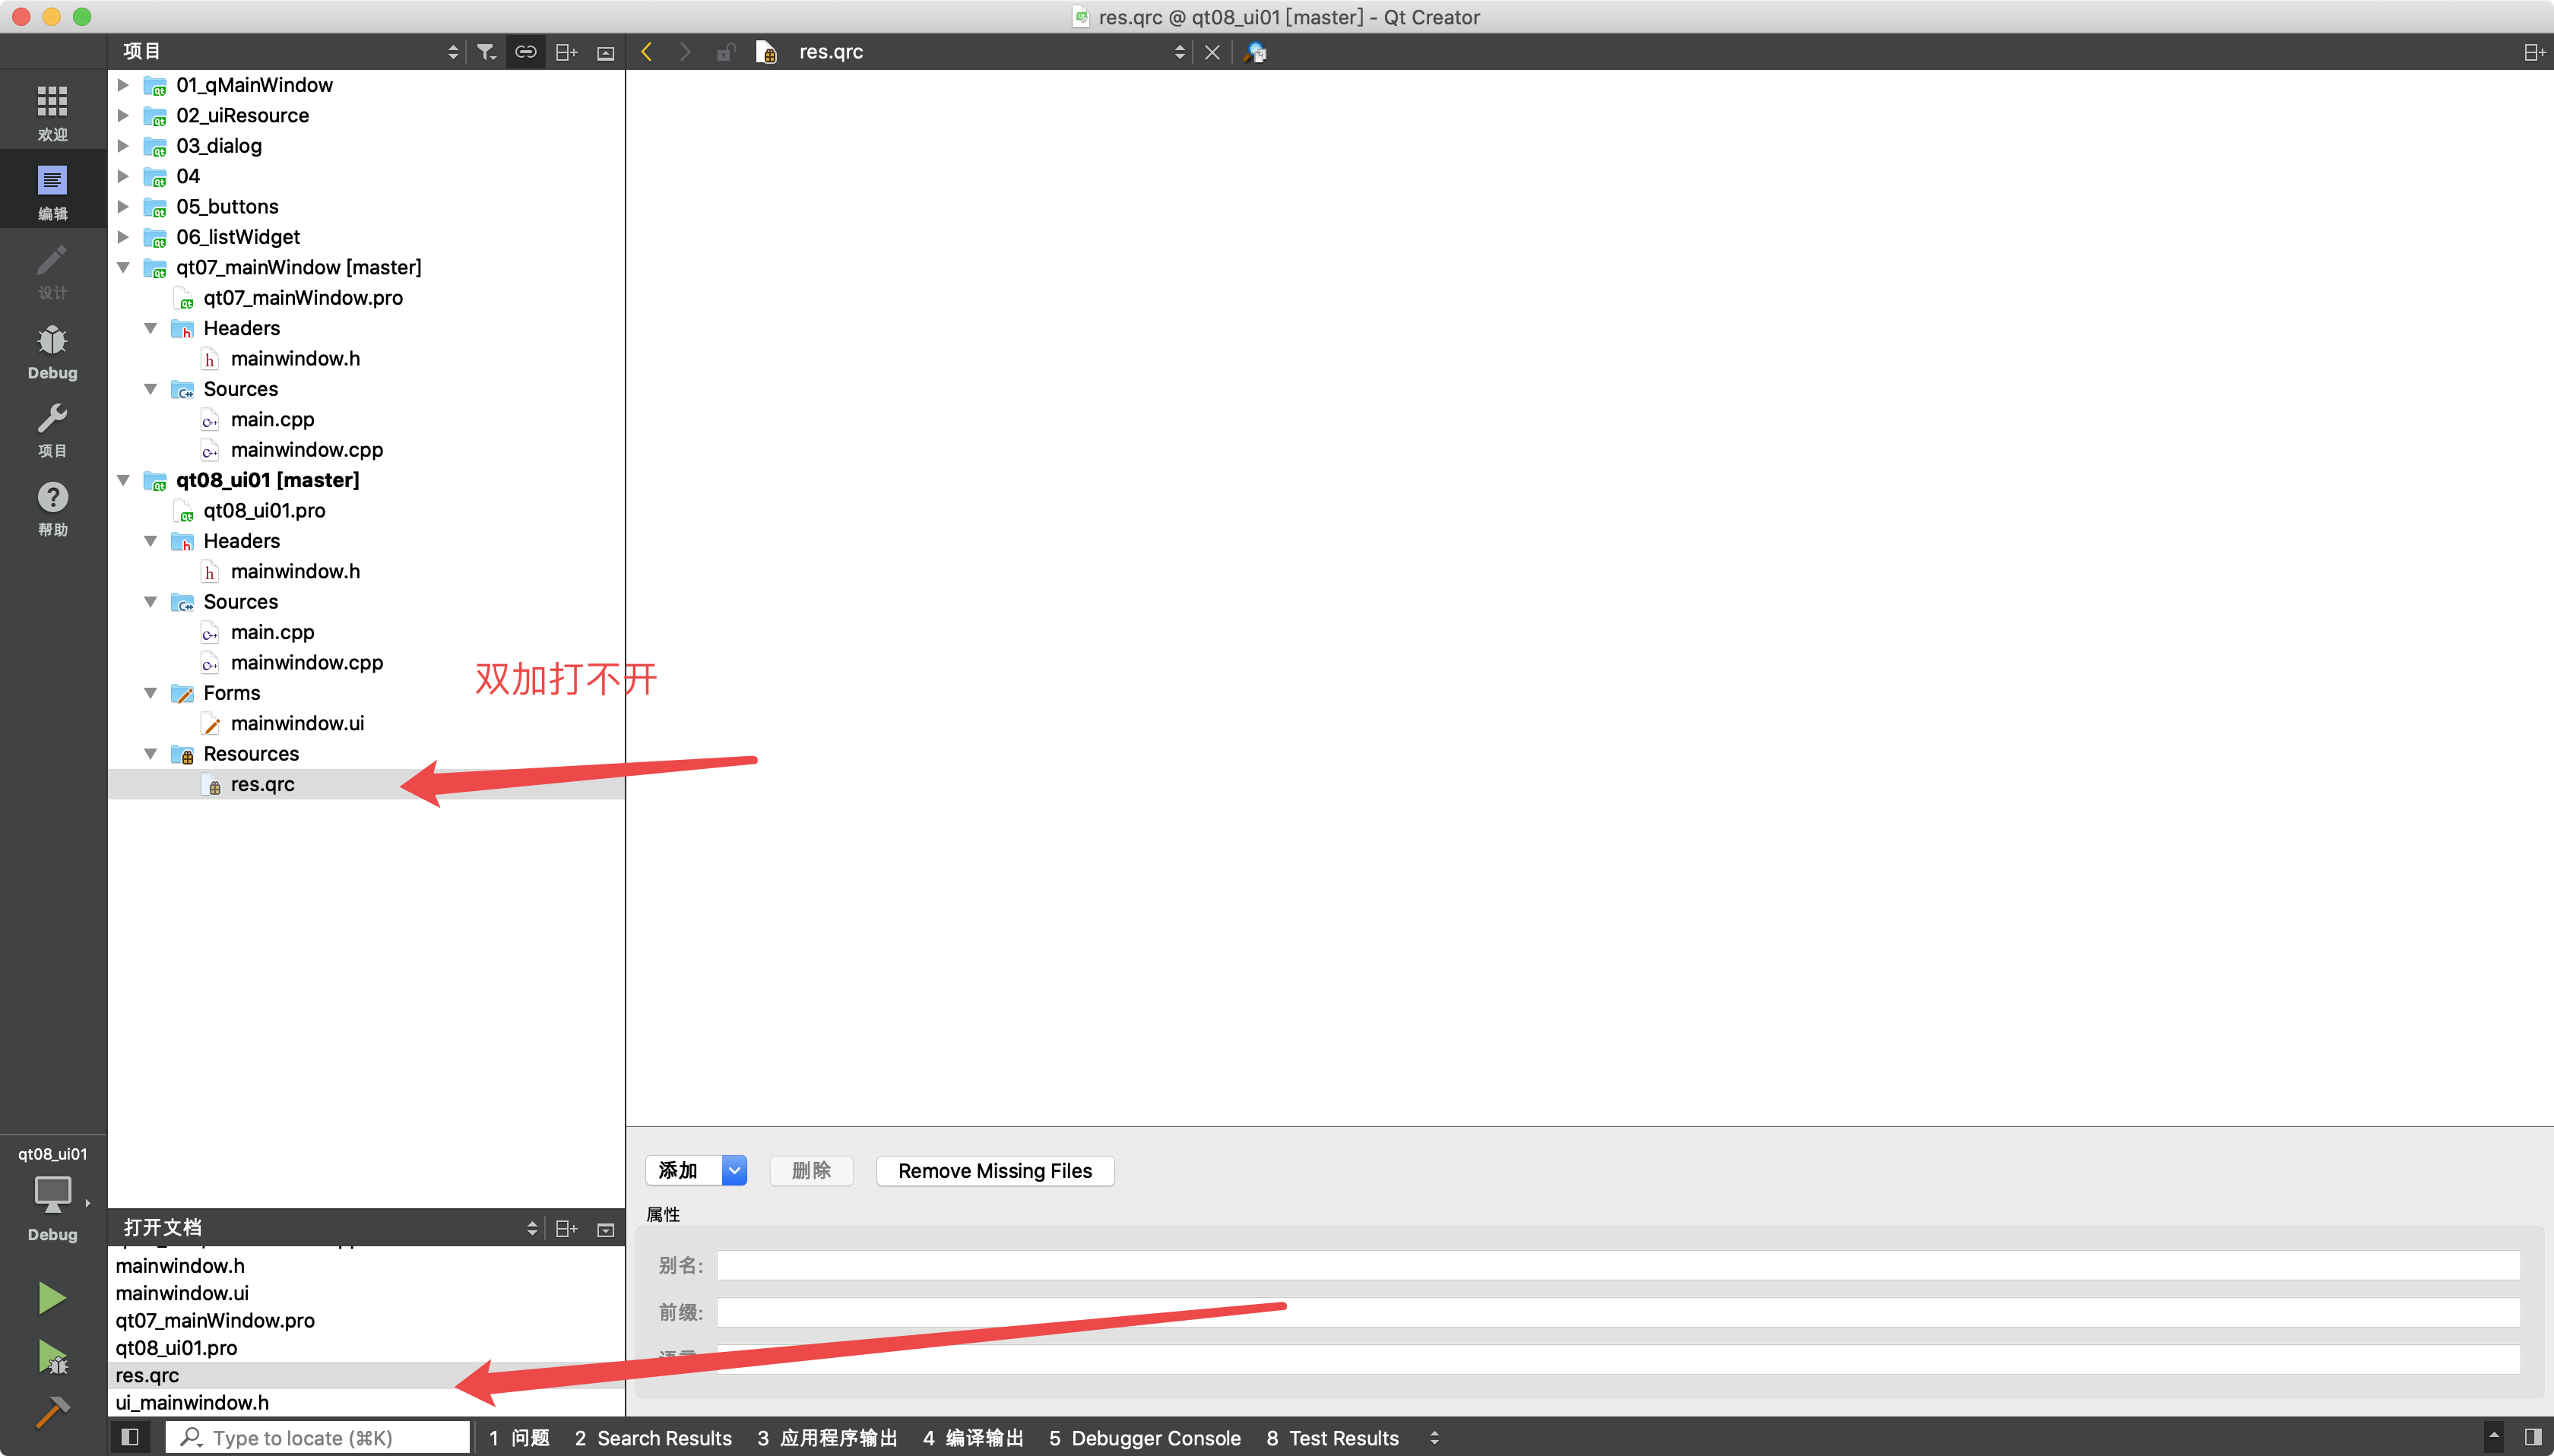 res.qrc @ qt08_ui01 [master] - Qt Creator
项目
res.qrc
欢迎
编辑
设计
Debug
项目
帮助
01_qMainWindow
02_uiResource
03_dialog
04
05_buttons
06_listWidget
qt07_mainWindow [master]
qt07_mainWindow.pro
Headers
mainwindow.h
Sources
main.cpp
mainwindow.cpp
qt08_ui01 [master]
qt08_ui01.pro
Headers
mainwindow.h
Sources
main.cpp
mainwindow.cpp
双加打不开
Forms
mainwindow.ui
Resources
res.qrc
qt08_ui01
Debug
打开文档
mainwindow.h
mainwindow.ui
qt07_mainWindow.pro
qt08_ui01.pro
res.qrc
ui_mainwindow.h
添加 删除 Remove Missing Files
属性
别名:
前缀:
Type to locate (⌘K) 1 问题 2 Search Results 3 应用程序输出 4 编译输出 5 Debugger Console 8 Test Results